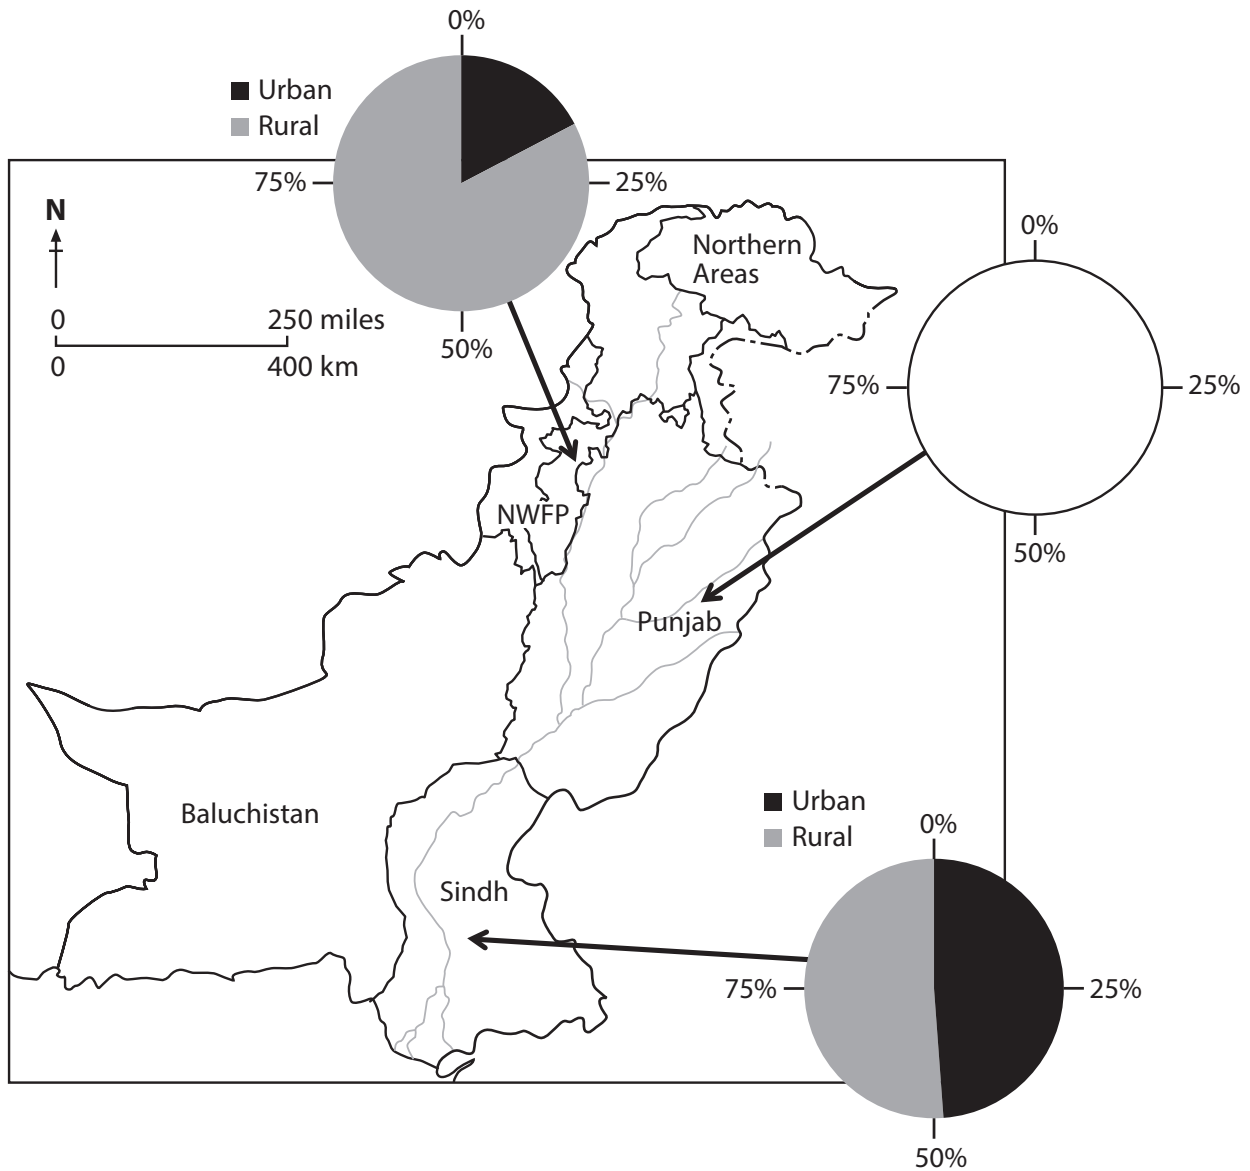 0%
Urban
Rural
75%
25%
50%
N
0
250 miles
0
400 km
Northern
Areas
0%
75%
25%
50%
NWFP
Punjab
Baluchistan
Sindh
Urban
Rural
0%
75%
25%
50%